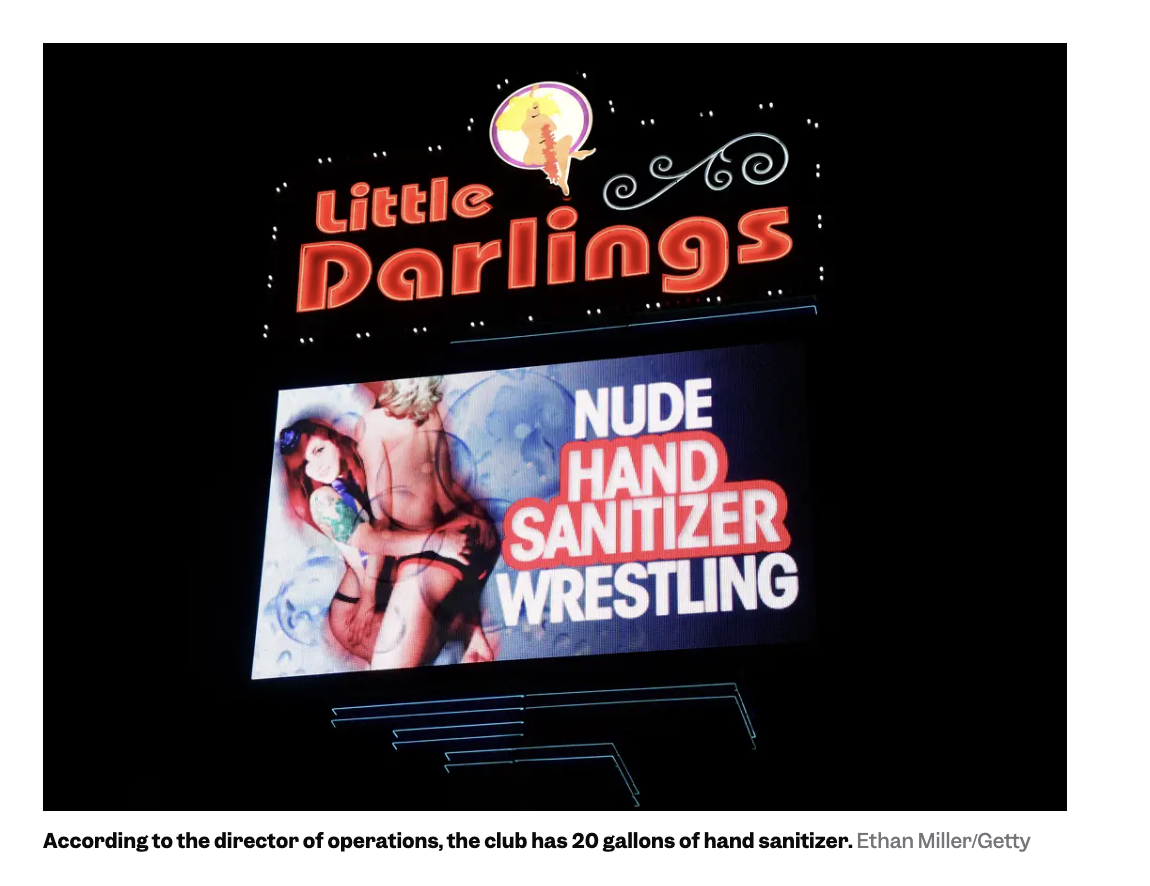 Little
Darlings
NUDE
HAND
SANITIZER
WRESTLING
According to the director of operations, the club has 20 gallons of hand sanitizer. Ethan Miller/Getty